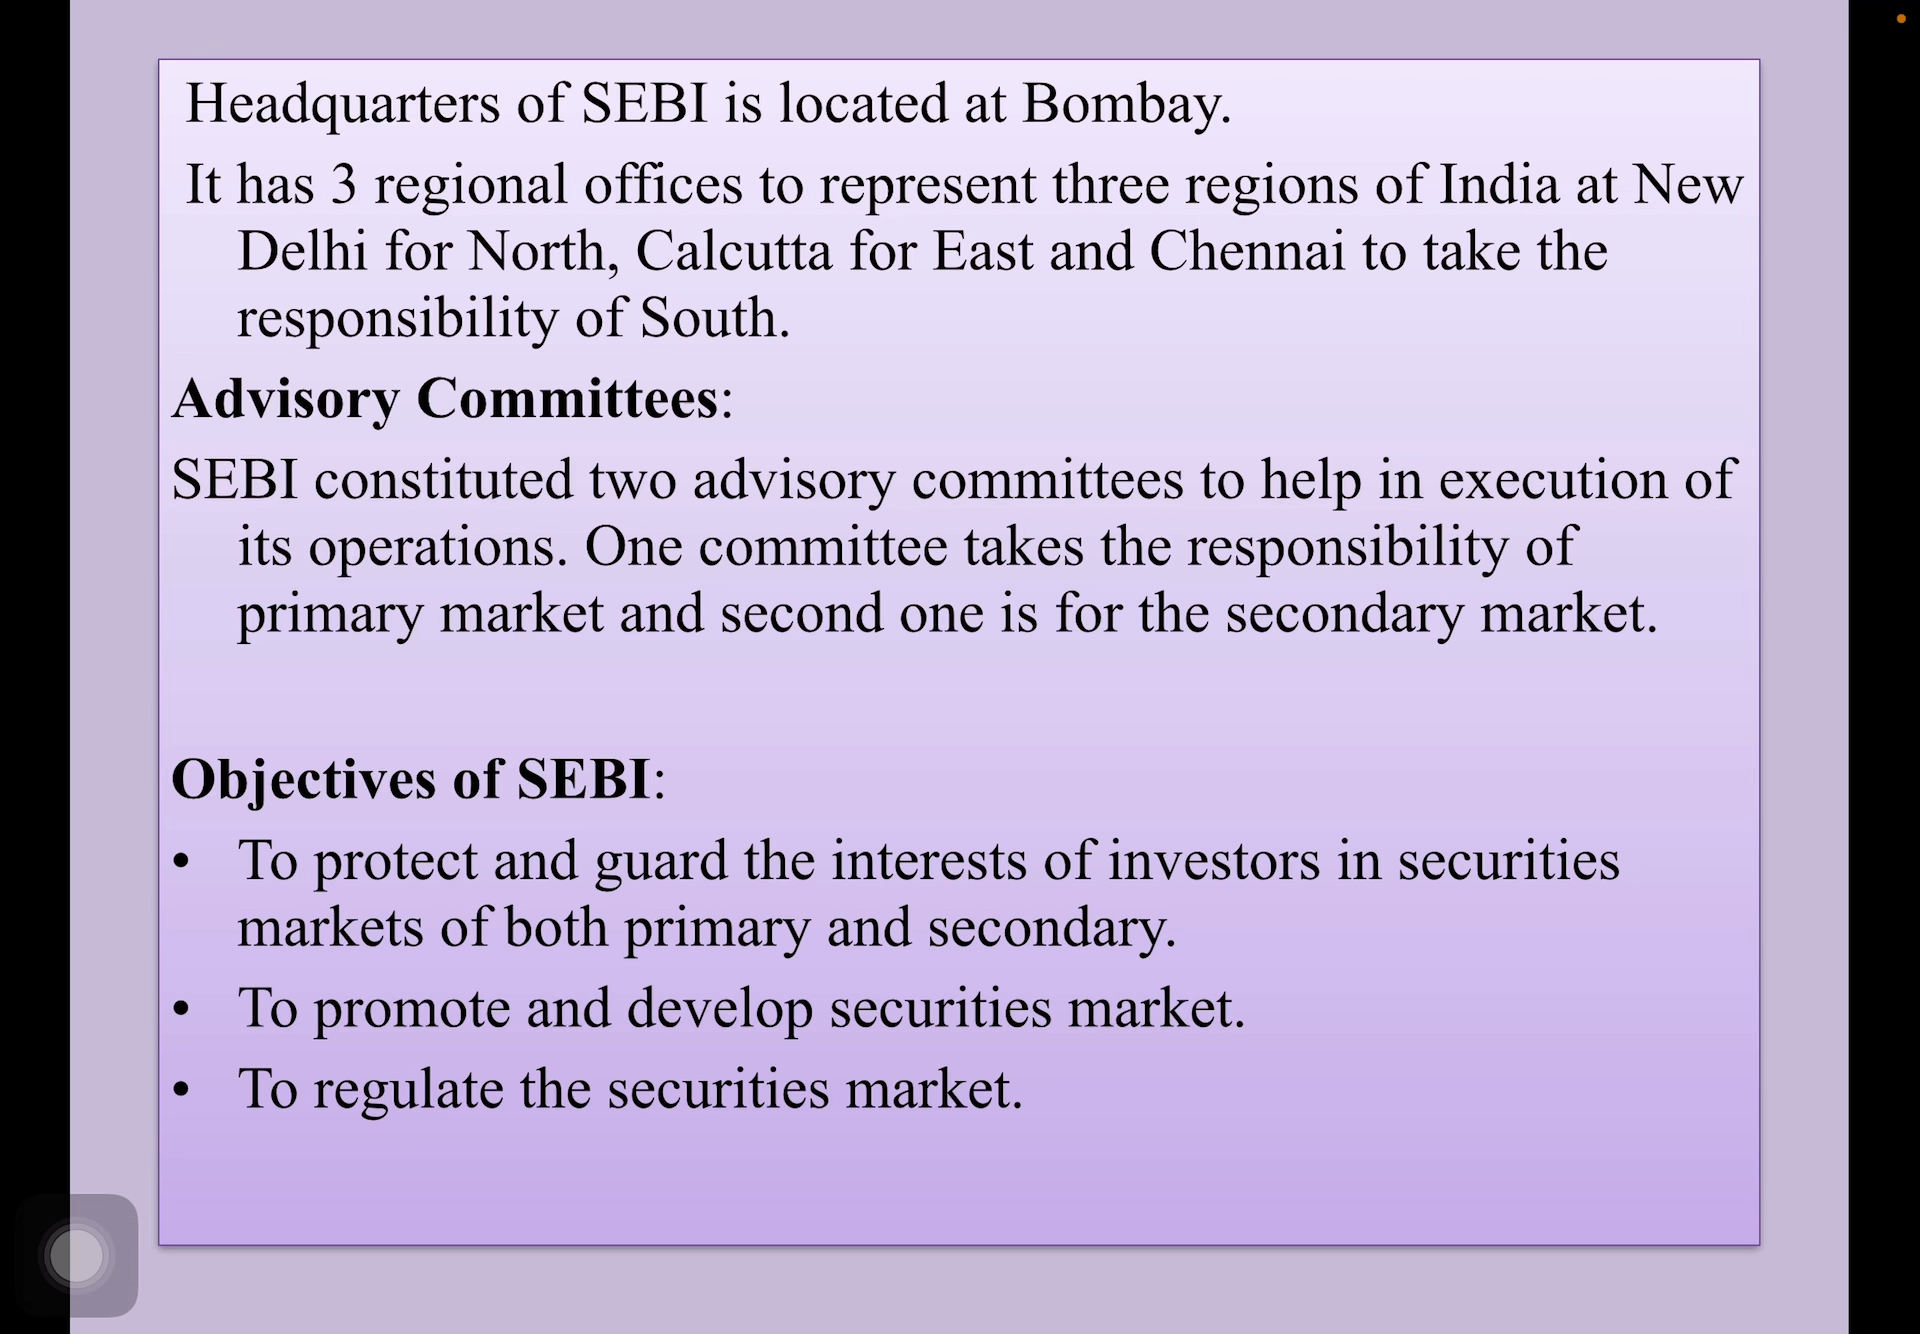 Headquarters of SEBI is located at Bombay.
It has 3 regional offices to represent three regions of India at New
Delhi for North, Calcutta for East and Chennai to take the
responsibility of South.
Advisory Committees:
SEBI constituted two advisory committees to help in execution of
its operations. One committee takes the responsibility of
primary market and second one is for the secondary market.
Objectives of SEBI:
• To protect and guard the interests of investors in securities
markets of both primary and secondary.
• To promote and develop securities market.
• To regulate the securities market.